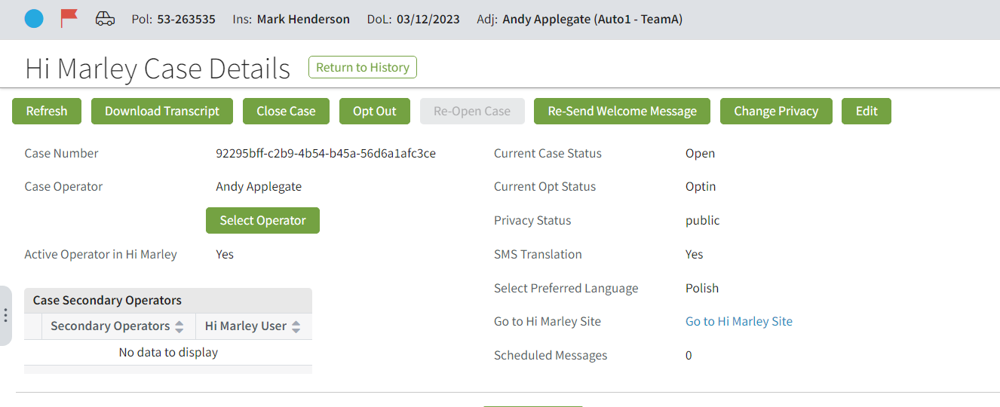 Pol: 53-263535 Ins: Mark Henderson DoL: 03/12/2023 Adj: Andy Applegate (Auto1 - TeamA)
Hi Marley Case Details Return to History
Refresh Download Transcript Close Case Opt Out Re-Open Case Re-Send Welcome Message Change Privacy Edit
Case Number 92295bff-c2b9-4b54-b45a-56d6a1afc3ce
Case Operator Andy Applegate
Select Operator
Active Operator in Hi Marley Yes
Case Secondary Operators
Secondary Operators Hi Marley User
No data to display
Current Case Status Open
Current Opt Status Optin
Privacy Status public
SMS Translation Yes
Select Preferred Language Polish
Go to Hi Marley Site Go to Hi Marley Site
Scheduled Messages 0